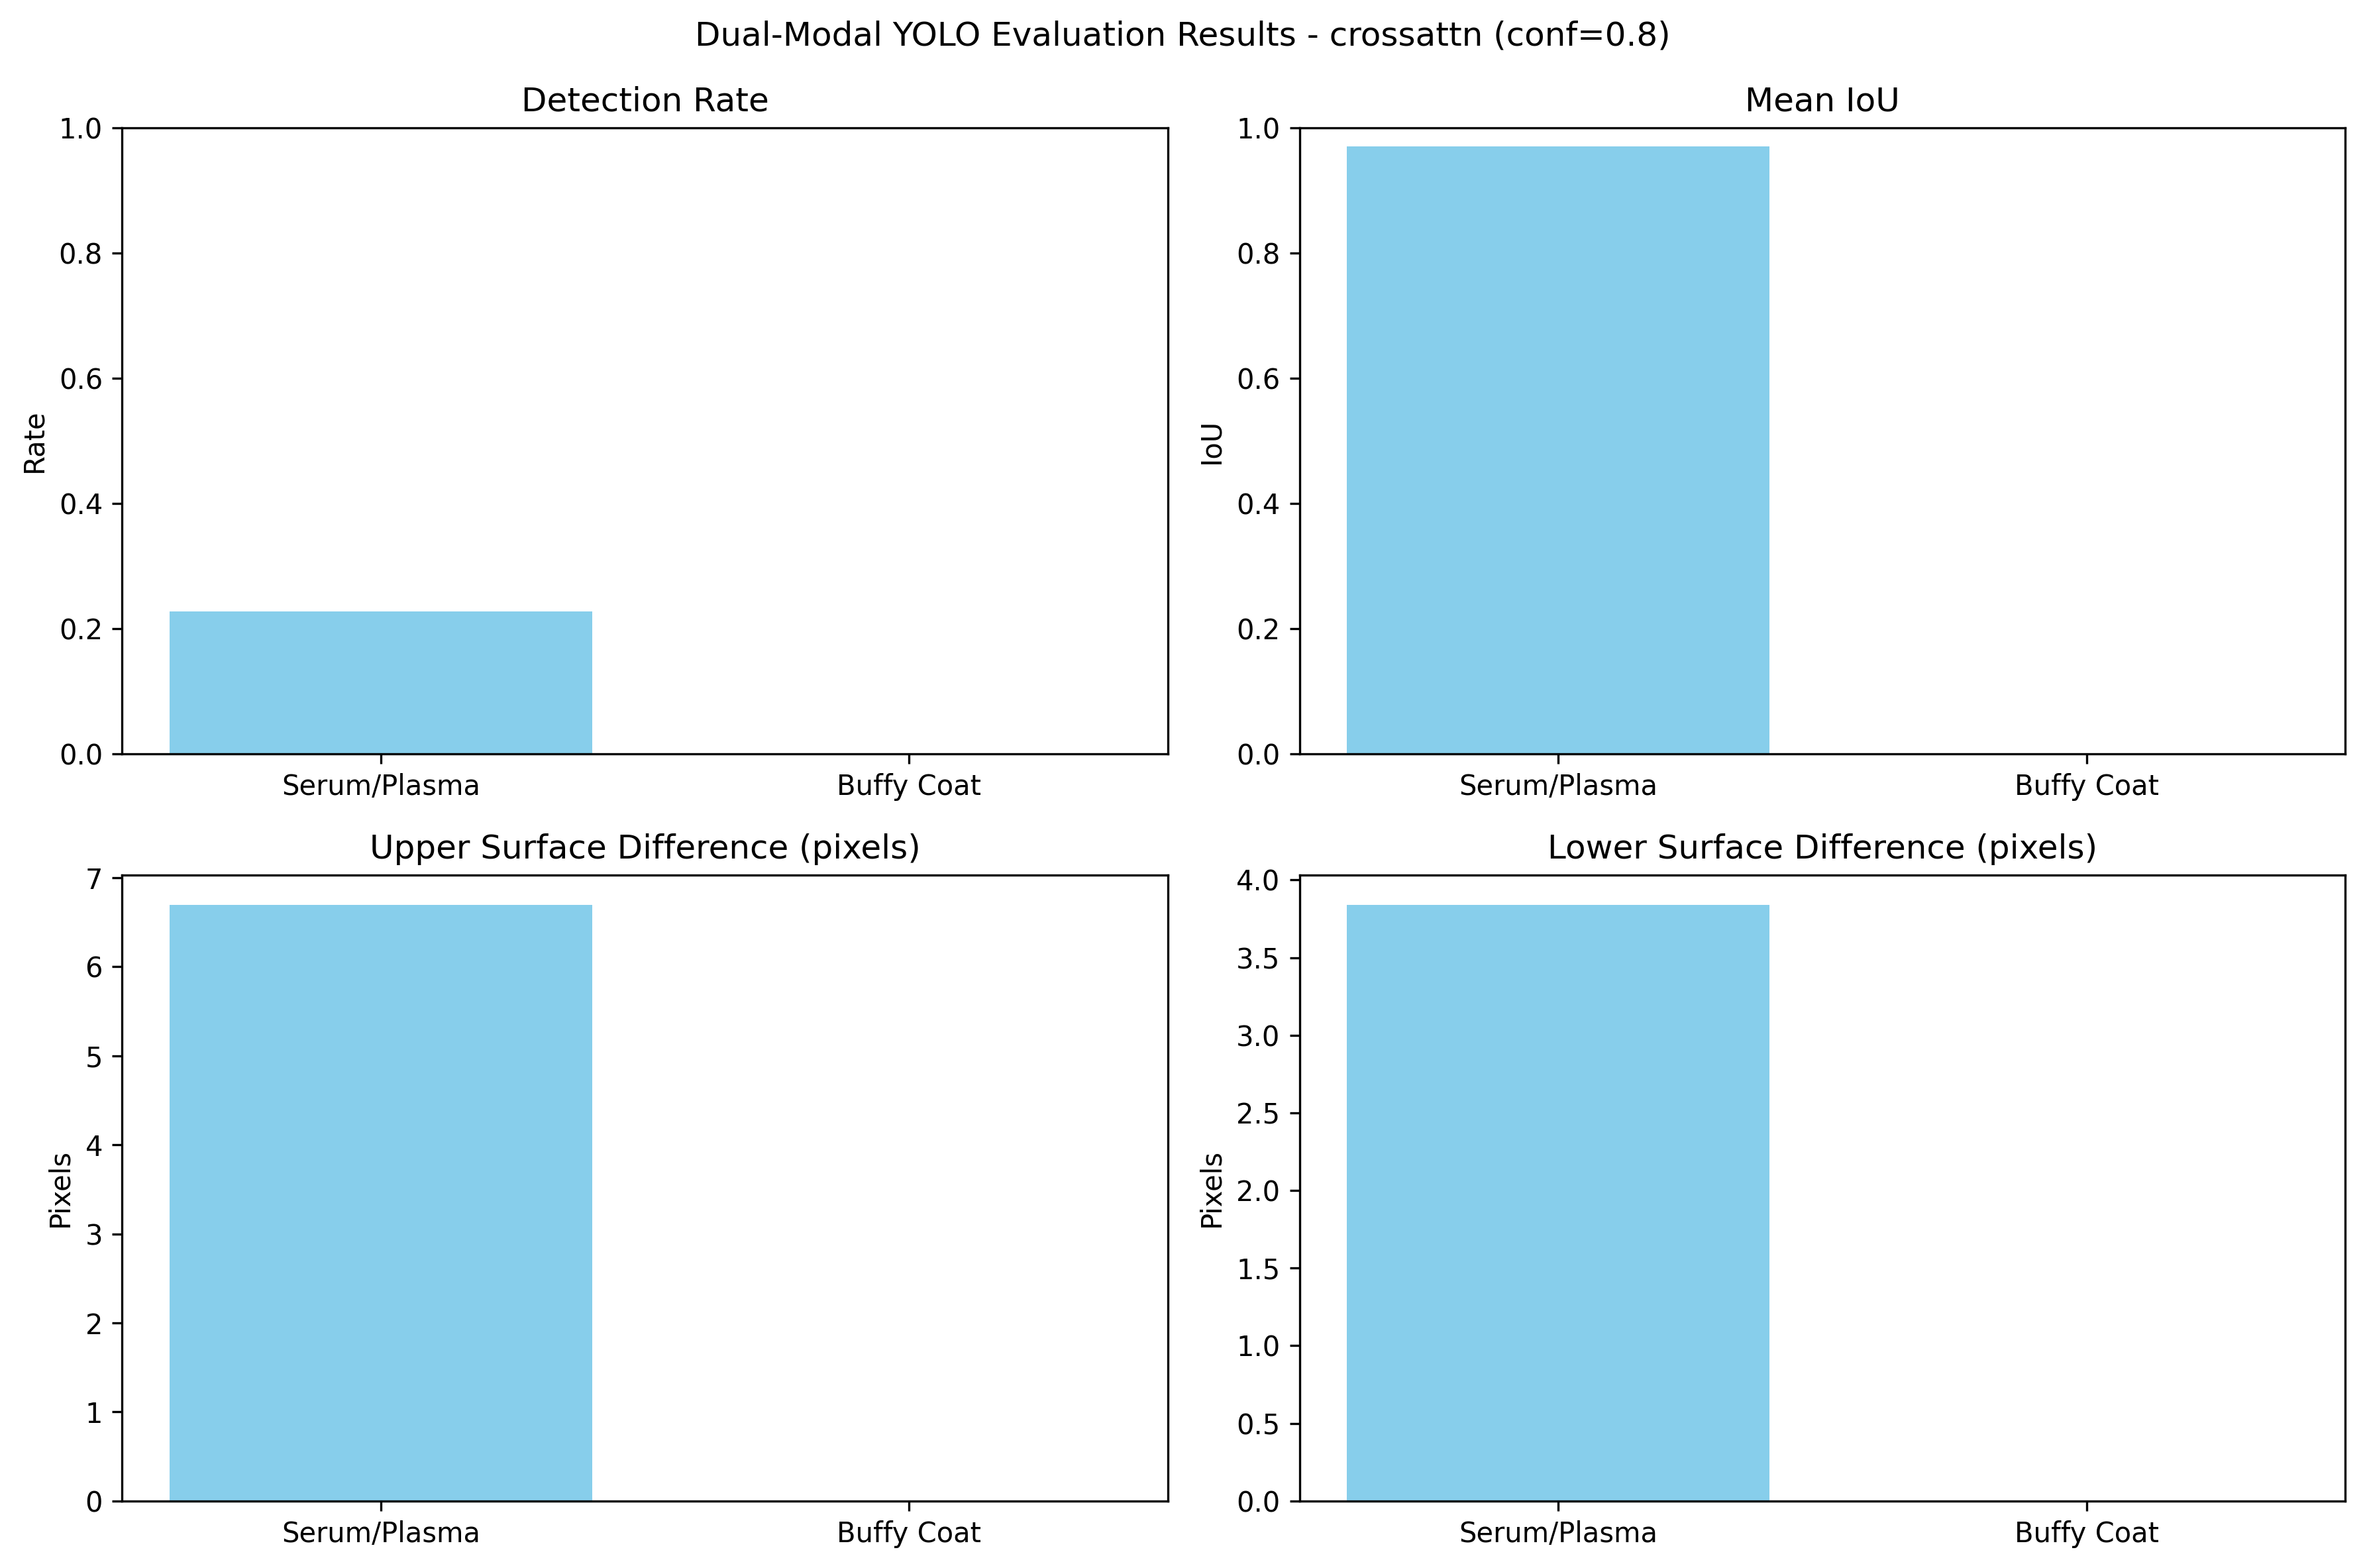 Dual-Modal YOLO Evaluation Results - crossattn (conf=0.8)
Detection Rate
1.0
0.8
0.6
0.4
0.2
0.0
Rate
Serum/Plasma
Buffy Coat
Mean IoU
1.0
0.8
0.6
0.4
0.2
0.0
IoU
Serum/Plasma
Buffy Coat
Upper Surface Difference (pixels)
7
6
5
4
3
2
1
0
Pixels
Serum/Plasma
Buffy Coat
Lower Surface Difference (pixels)
4.0
3.5
3.0
2.5
2.0
1.5
1.0
0.5
0.0
Pixels
Serum/Plasma
Buffy Coat